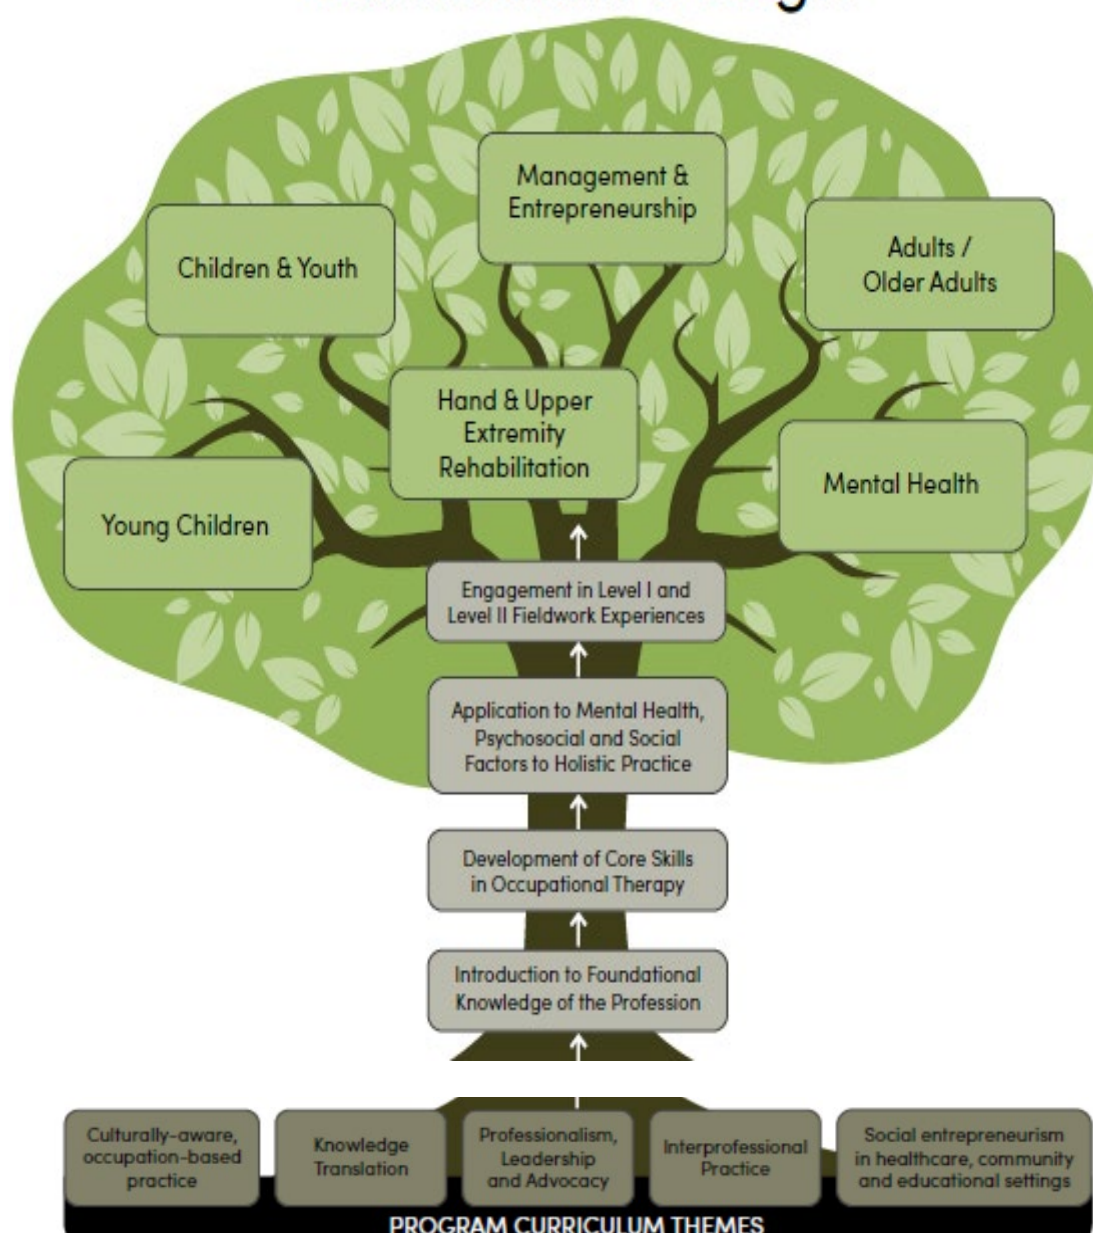 Management &
Entrepreneurship
Children & Youth
Adults /
Older Adults
Hand & Upper
Extremity
Rehabilitation
Mental Health
Young Children
Engagement in Level I and
Level II Fieldwork Experiences
Application to Mental Health,
Psychosocial and Social
Factors to Holistic Practice
Development of Core Skills
in Occupational Therapy
Introduction to Foundational
Knowledge of the Profession
Culturally-aware,
occupation-based
practice
Knowledge
Translation
Professionalism,
Leadership
and Advocacy
Interprofessional
Practice
Social entrepreneurism
in healthcare, community
and educational settings
PROGRAM CURRICULUM THEMES